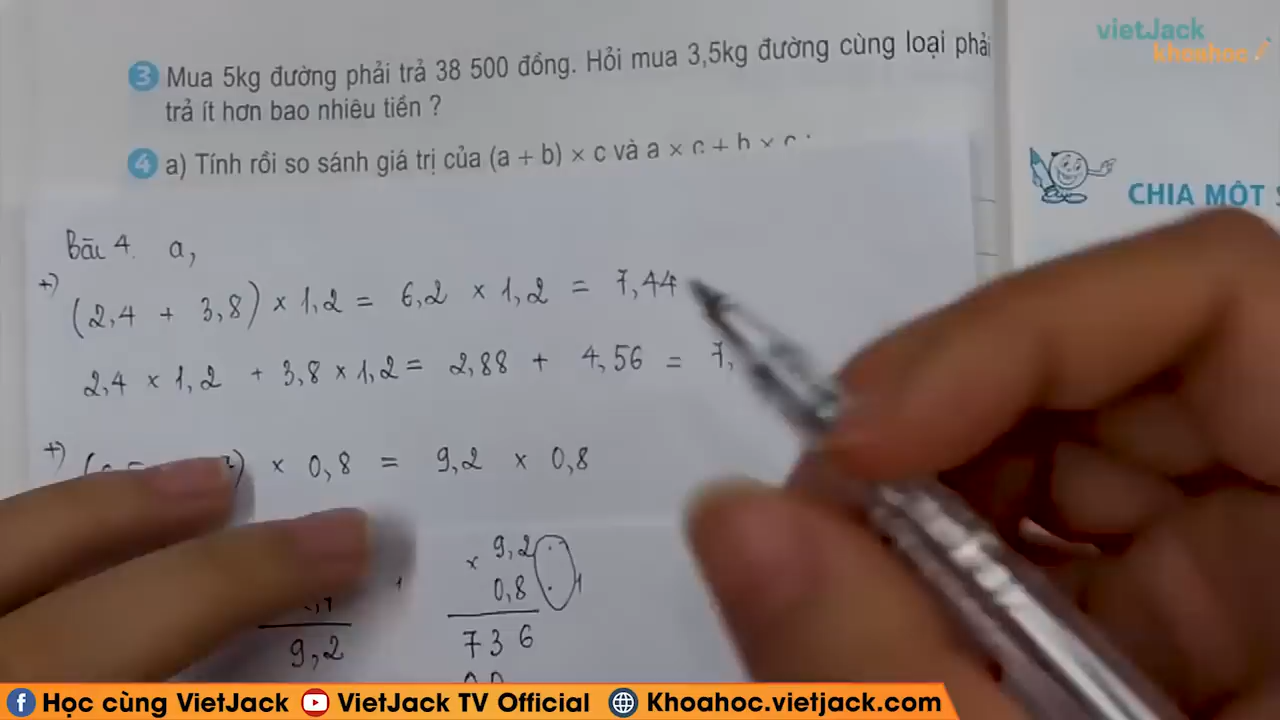 vietJack
khoahoc
3 Mua 5kg đường phải trả 38 500 đồng. Hỏi mua 3,5kg đường cùng loại phải
trả ít hơn bao nhiêu tiền ?
4 a) Tính rồi so sánh giá trị của (a + b) × c và a × c + b × c :
CHIA MỘT
Bài 4. a,
+) (2,4 + 3,8) × 1,2 = 6,2 × 1,2 = 7,44
2,4 × 1,2 + 3,8 × 1,2 = 2,88 + 4,56 = 7,
+) ( ) × 0,8 = 9,2 × 0,8
× 9,2
0,8
9,2
736
Học cùng VietJack VietJack TV Official Khoahoc.vietjack.com